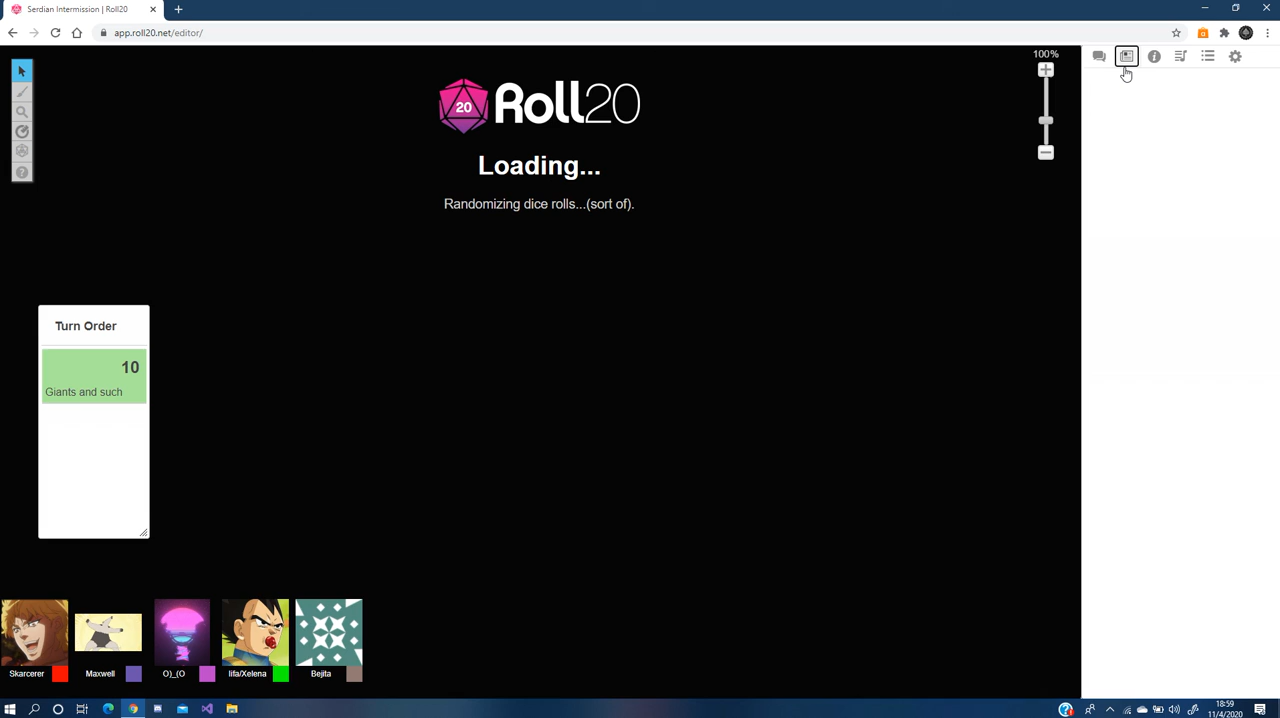 Serdian Intermission | Roll20
app.roll20.net/editor/
100%
20 Roll20
Loading...
Randomizing dice rolls...(sort of).
Turn Order
10
Giants and such
Skarcerer
Maxwell
O)_(O
Iifa/Xelena
Bejita
18:59
11/4/2020